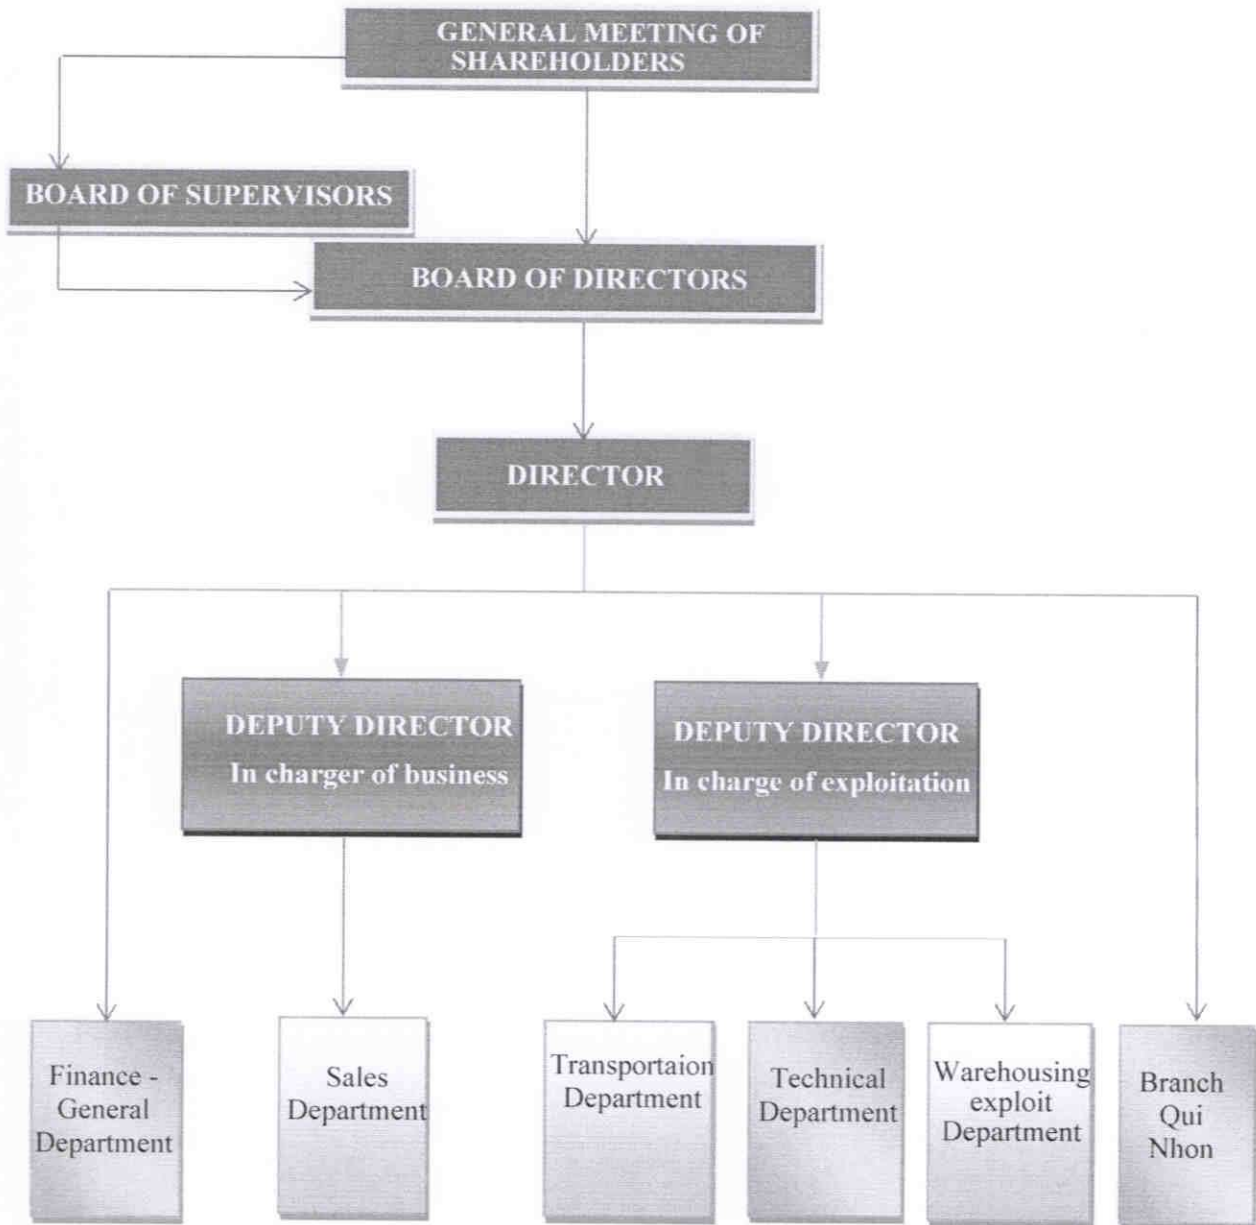 GENERAL MEETING OF
SHAREHOLDERS
BOARD OF SUPERVISORS
BOARD OF DIRECTORS
DIRECTOR
DEPUTY DIRECTOR
In charger of business
DEPUTY DIRECTOR
In charge of exploitation
Finance -
General
Department
Sales
Department
Transportaion
Department
Technical
Department
Warehousing
exploit
Department
Branch
Qui
Nhon